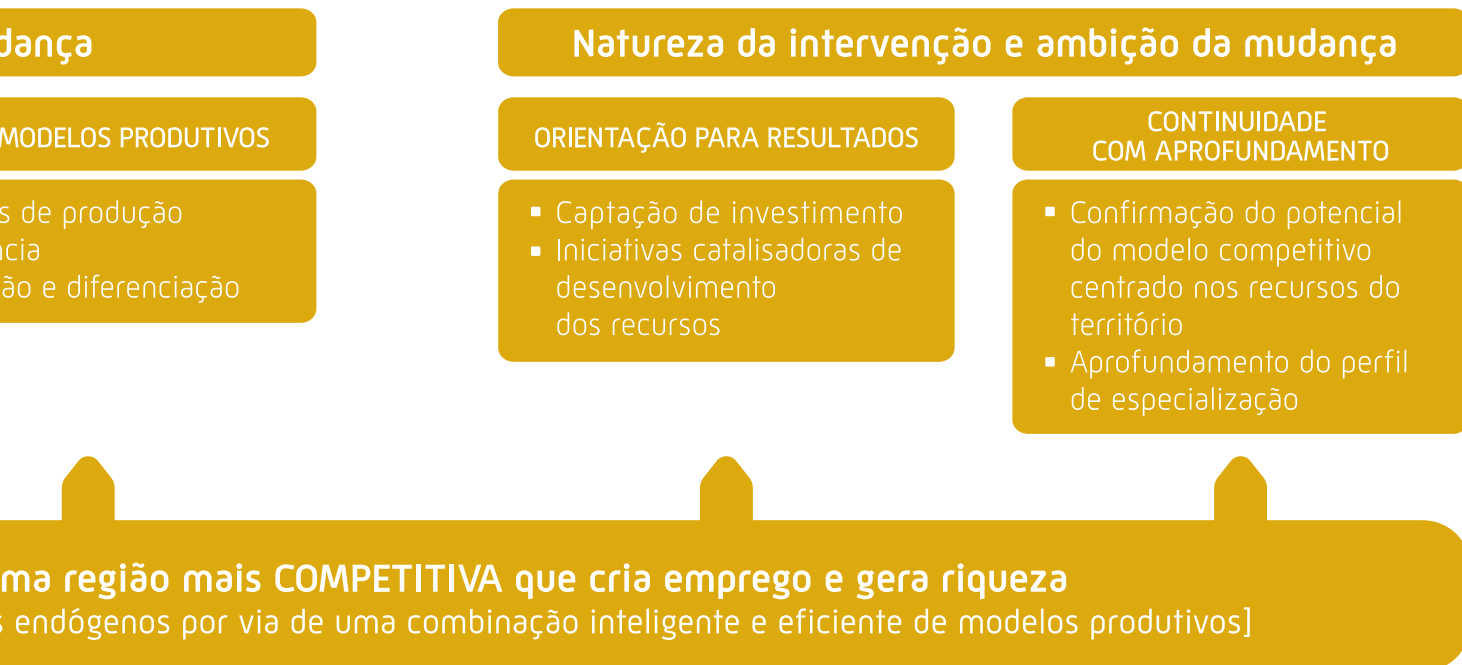 dança
MODELOS PRODUTIVOS
s de produção
ncia
ão e diferenciação
Natureza da intervenção e ambição da mudança
ORIENTAÇÃO PARA RESULTADOS
▪ Captação de investimento
▪ Iniciativas catalisadoras de
desenvolvimento
dos recursos
CONTINUIDADE
COM APROFUNDAMENTO
▪ Confirmação do potencial
do modelo competitivo
centrado nos recursos do
território
▪ Aprofundamento do perfil
de especialização
ma região mais COMPETITIVA que cria emprego e gera riqueza
s endógenos por via de uma combinação inteligente e eficiente de modelos produtivos]